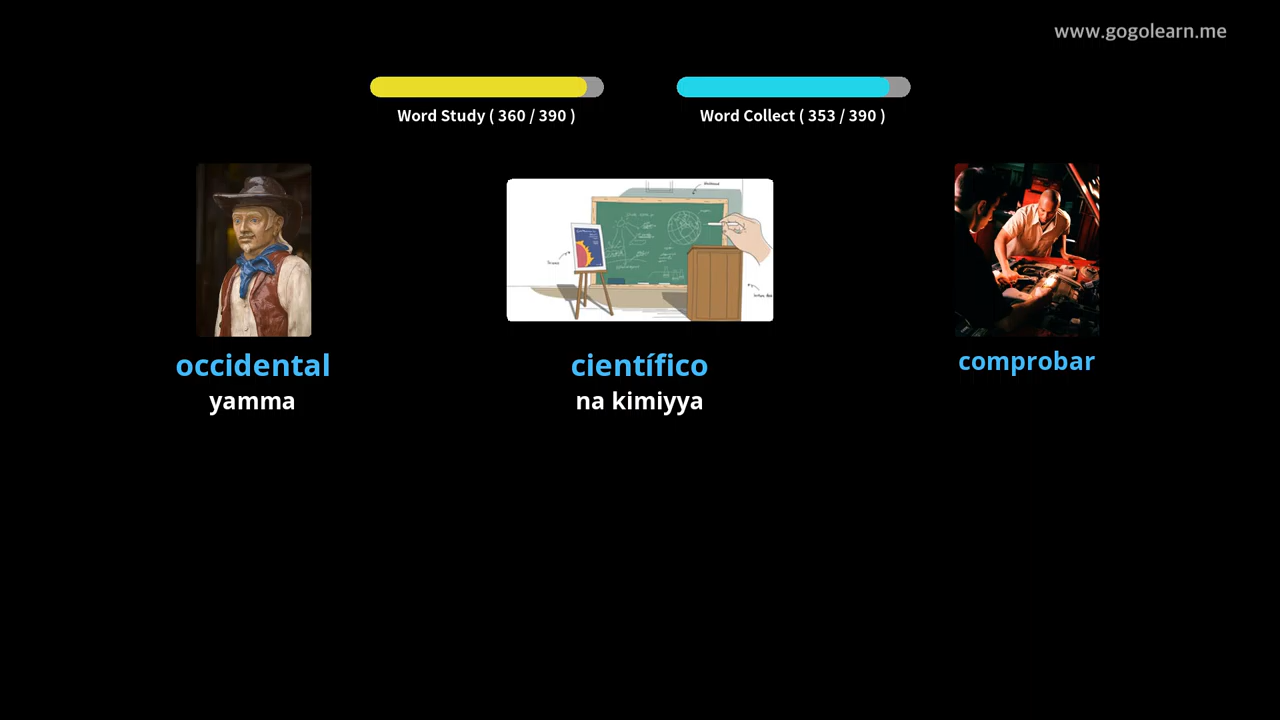 www.gogolearn.me
Word Study ( 360 / 390 )
Word Collect ( 353 / 390 )
occidental
yamma
científico
na kimiyya
comprobar